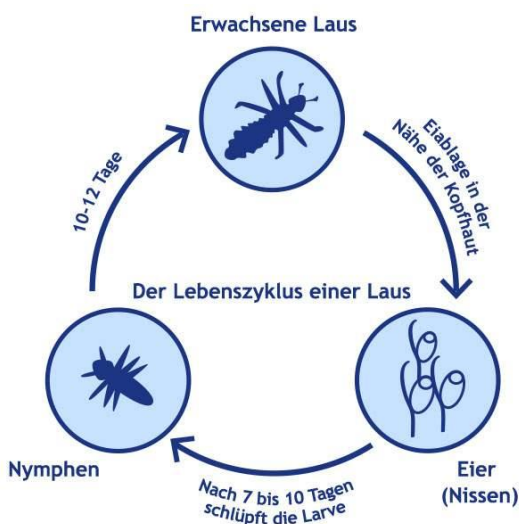 Erwachsene Laus
10-12 Tage
Eiablage in der
Nähe der Kopfhaut
Der Lebenszyklus einer Laus
Nymphen
Nach 7 bis 10 Tagen
schlüpft die Larve
Eier
(Nissen)